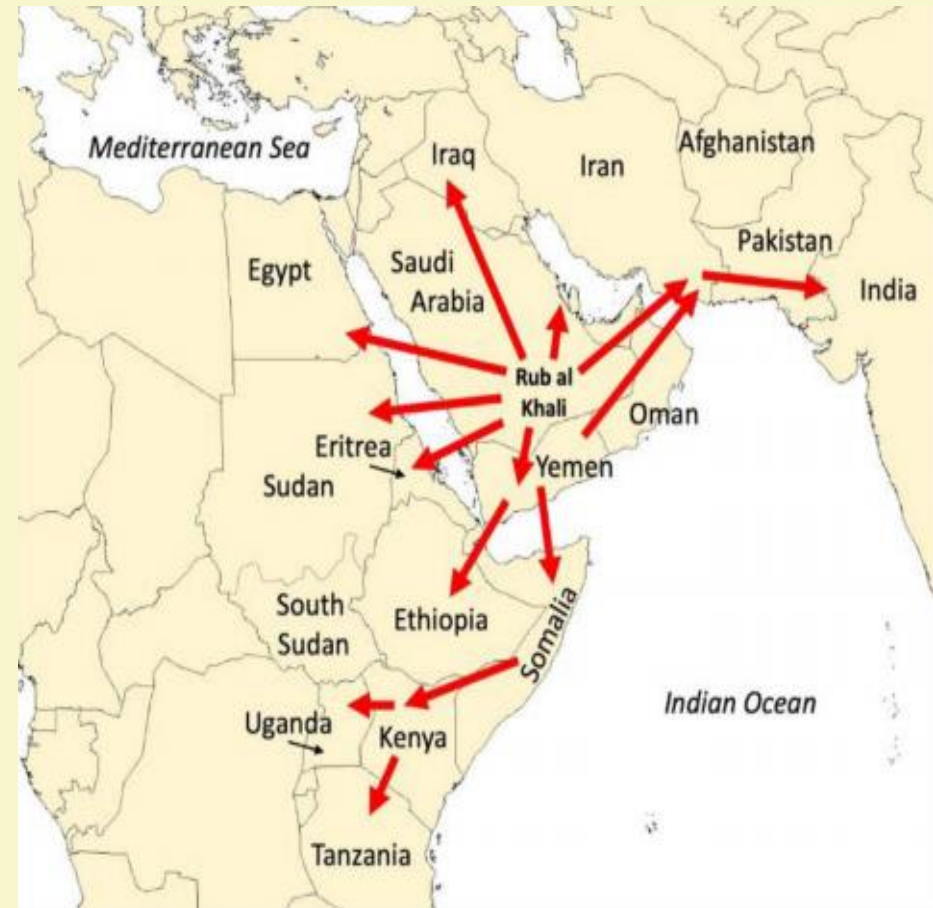 Mediterranean Sea
Iraq
Iran
Afghanistan
Pakistan
India
Egypt
Saudi
Arabia
Rub al
Khali
Oman
Yemen
Eritrea
Sudan
South
Sudan
Ethiopia
Somalia
Uganda
Kenya
Tanzania
Indian Ocean